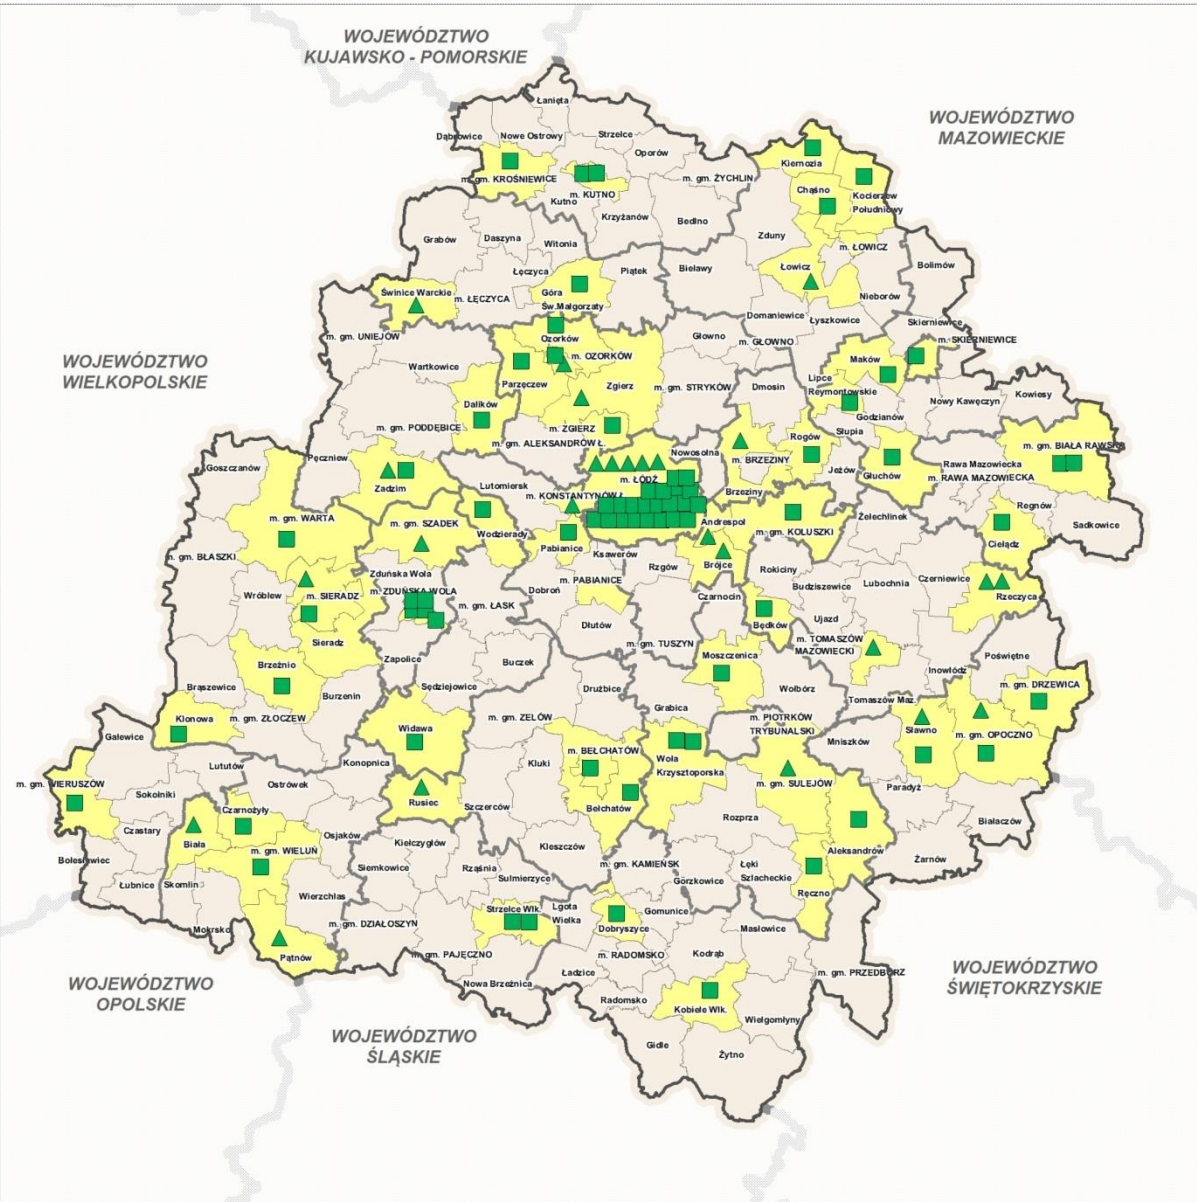 WOJEWÓDZTWO
KUJAWSKO - POMORSKIE
WOJEWÓDZTWO
MAZOWIECKIE
Łanięta
Dąbrowice
Nowe Ostrowy
Strzelce
Oporów
m. gm. KROŚNIEWICE
m. KUTNO
Kutno
m. gm. ŻYCHLIN
Krzyżanów
Bedlno
Kiernozia
Chąśno
Kocierzew
Południowy
Zduny
m. ŁOWICZ
Łowicz
Bolimów
Nieborów
Grabów
Daszyna
Witonia
Łęczyca
Piątek
Bielawy
Świnice Warckie
m. ŁĘCZYCA
Góra
Św.Małgorzaty
Domaniewice
Łyszkowice
Skierniewice
m. SKIERNIEWICE
m. gm. UNIEJÓW
Ozorków
m. OZORKÓW
Głowno
m. GŁOWNO
Maków
WOJEWÓDZTWO
WIELKOPOLSKIE
Wartkowice
Parzęczew
Zgierz
m. gm. STRYKÓW
Dmosin
Lipce
Reymontowskie
Godzianów
Nowy Kawęczyn
Kowiesy
Dalików
m. gm. PODDĘBICE
m. ZGIERZ
m. gm. ALEKSANDRÓW Ł.
Słupia
Rogów
m. BRZEZINY
Jeżów
Głuchów
m. gm. BIAŁA RAWSKA
Rawa Mazowiecka
m. RAWA MAZOWIECKA
Goszczanów
Pęczniew
Zadzim
Lutomiersk
Nowosolna
m. ŁÓDŹ
m. KONSTANTYNÓW Ł.
Brzeziny
Regnów
Sadkowice
m. gm. WARTA
m. gm. SZADEK
Wodzierady
Pabianice
Ksawerów
Andrespol
m. gm. KOLUSZKI
Żelechlinek
Cielądz
m. gm. BŁASZKI
Zduńska Wola
m. ZDUŃSKA WOLA
Dobroń
m. PABIANICE
Rzgów
Brójce
Rokiciny
Budziszewice
Lubochnia
Czerniewice
Rzeczyca
Wróblew
m. SIERADZ
m. gm. ŁASK
Czarnocin
Będków
Ujazd
Sieradz
Dłutów
m. gm. TUSZYN
m. TOMASZÓW
MAZOWIECKI
Inowłódz
Poświętne
Brzeźnio
Zapolice
Buczek
Moszczenica
Brąszewice
Burzenin
Sędziejowice
Drużbice
Wolbórz
Tomaszów Maz.
m. gm. DRZEWICA
Klonowa
m. gm. ZŁOCZEW
Grabica
m. gm. ZELÓW
m. PIOTRKÓW
TRYBUNALSKI
Mniszków
Sławno
m. gm. OPOCZNO
Galewice
Widawa
m. BEŁCHATÓW
Wola
Krzysztoporska
Lututów
Konopnica
Kluki
m. gm. SULEJÓW
m. gm. WIERUSZÓW
Ostrówek
Sokolniki
Rusiec
Szczerców
Bełchatów
Paradyż
Czarnożyły
Rozprza
Białaczów
Czastary
Biała
m. gm. WIELUŃ
Osjaków
Kiełczygłów
Kleszczów
Aleksandrów
Żarnów
Bolesławiec
Łubnice
Skomlin
Siemkowice
Rząśnia
Sulmierzyce
m. gm. KAMIEŃSK
Gorzkowice
Łęki
Szlacheckie
Ręczno
Wierzchlas
Mokrsko
m. gm. DZIAŁOSZYN
Strzelce Wlk.
Lgota
Wielka
Dobryszyce
Gomunice
Masłowice
Pątnów
m. gm. PAJĘCZNO
m. RADOMSKO
Kodrąb
Nowa Brzeźnica
Ładzice
m. gm. PRZEDBÓRZ
Radomsko
Kobiele Wlk.
Wielgomłyny
Gidle
Żytno
WOJEWÓDZTWO
OPOLSKIE
WOJEWÓDZTWO
ŚLĄSKIE
WOJEWÓDZTWO
ŚWIĘTOKRZYSKIE